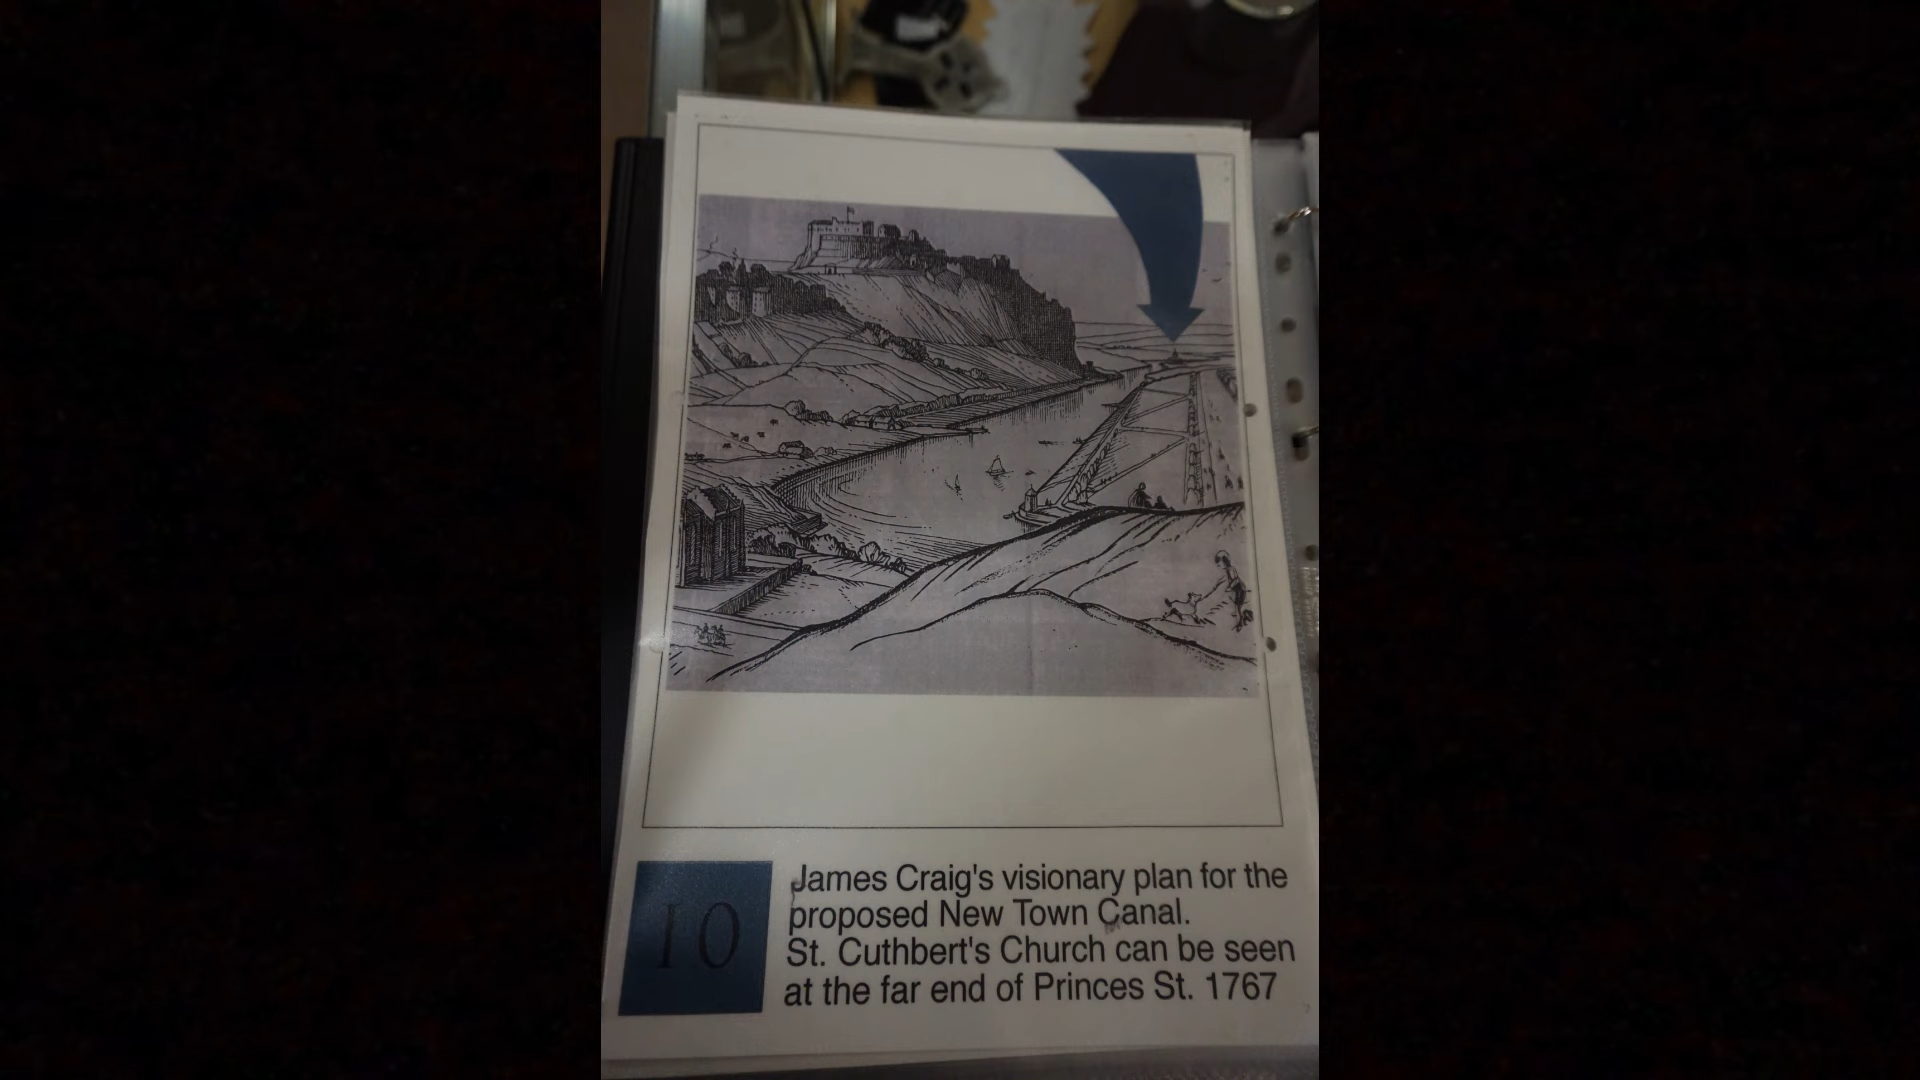 10
James Craig's visionary plan for the
proposed New Town Canal.
St. Cuthbert's Church can be seen
at the far end of Princes St. 1767